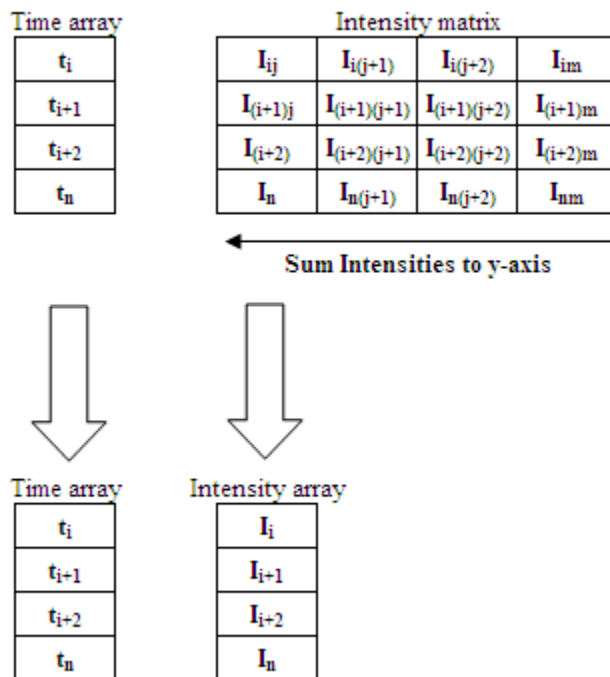 Time array Intensity matrix
tᵢ Iᵢⱼ Iᵢ₍ⱼ₊₁₎ Iᵢ₍ⱼ₊₂₎ Iᵢₘ
tᵢ₊₁ I₍ᵢ₊₁₎ⱼ I₍ᵢ₊₁₎₍ⱼ₊₁₎ I₍ᵢ₊₁₎₍ⱼ₊₂₎ I₍ᵢ₊₁₎ₘ
tᵢ₊₂ I₍ᵢ₊₂₎ I₍ᵢ₊₂₎₍ⱼ₊₁₎ I₍ᵢ₊₂₎₍ⱼ₊₂₎ I₍ᵢ₊₂₎ₘ
tₙ Iₙ Iₙ₍ⱼ₊₁₎ Iₙ₍ⱼ₊₂₎ Iₙₘ
Sum Intensities to y-axis
Time array Intensity array
tᵢ Iᵢ
tᵢ₊₁ Iᵢ₊₁
tᵢ₊₂ Iᵢ₊₂
tₙ Iₙ